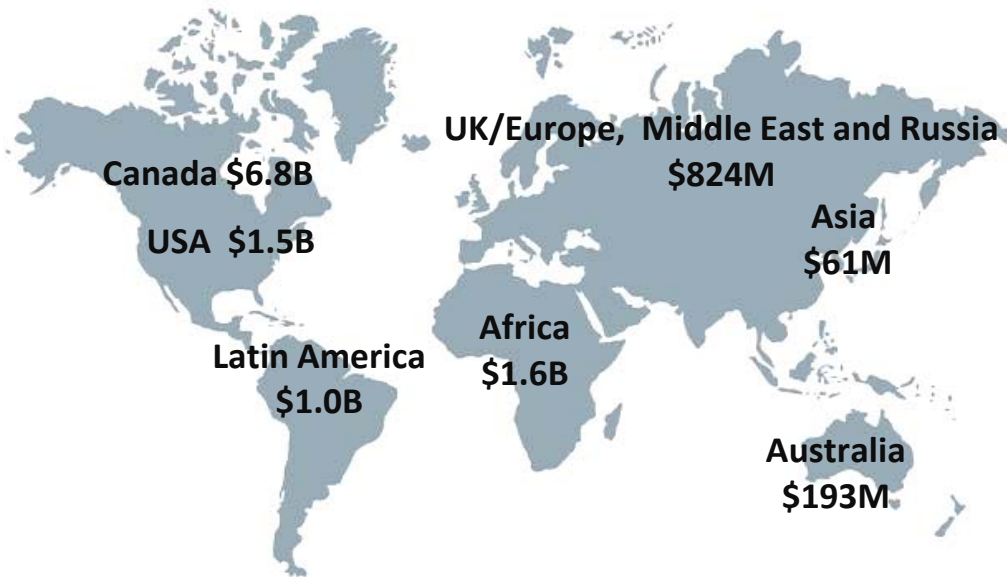 UK/Europe, Middle East and Russia
$824M
Canada $6.8B
Asia
$61M
USA $1.5B
Africa
$1.6B
Latin America
$1.0B
Australia
$193M